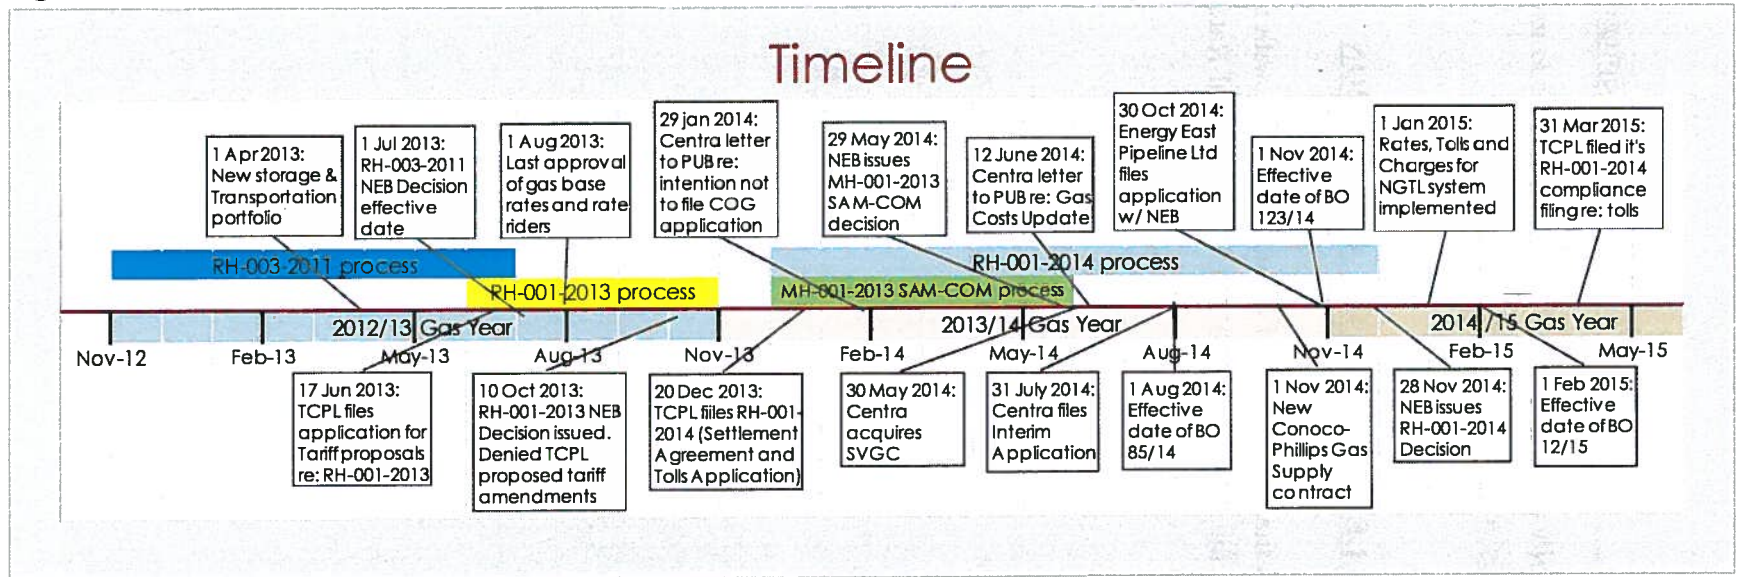 Timeline
1 Apr 2013:
New storage &
Transportation
portfolio
1 Jul 2013:
RH-003-2011
NEB Decision
effective
date
1 Aug 2013:
Last approval
of gas base
rates and rate
riders
29 jan 2014:
Centra letter
to PUB re:
intention not
to file COG
application
29 May 2014:
NEB issues
MH-001-2013
SAM-COM
decision
12 June 2014:
Centra letter
to PUB re: Gas
Costs Update
30 Oct 2014:
Energy East
Pipeline Ltd
files
application
w/ NEB
1 Nov 2014:
Effective
date of BO
123/14
1 Jan 2015:
Rates, Tolls and
Charges for
NGTL system
implemented
31 Mar 2015:
TCPL filed it's
RH-001-2014
compliance
filing re: tolls
RH-003-2011 process
RH-001-2013 process
RH-001-2014 process
MH-001-2013 SAM-COM process
2012/13 Gas Year
2013/14 Gas Year
2014/15 Gas Year
Nov-12
Feb-13
May-13
Aug-13
Nov-13
Feb-14
May-14
Aug-14
Nov-14
Feb-15
May-15
17 Jun 2013:
TCPL files
application for
Tariff proposals
re: RH-001-2013
10 Oct 2013:
RH-001-2013 NEB
Decision issued.
Denied TCPL
proposed tariff
amendments
20 Dec 2013:
TCPL fiiles RH-001-
2014 (Settlement
Agreement and
Tolls Application)
30 May 2014:
Centra
acquires
SVGC
31 July 2014:
Centra files
Interim
Application
1 Aug 2014:
Effective
date of BO
85/14
1 Nov 2014:
New
Conoco-
Phillips Gas
Supply
contract
28 Nov 2014:
NEB issues
RH-001-2014
Decision
1 Feb 2015:
Effective
date of BO
12/15